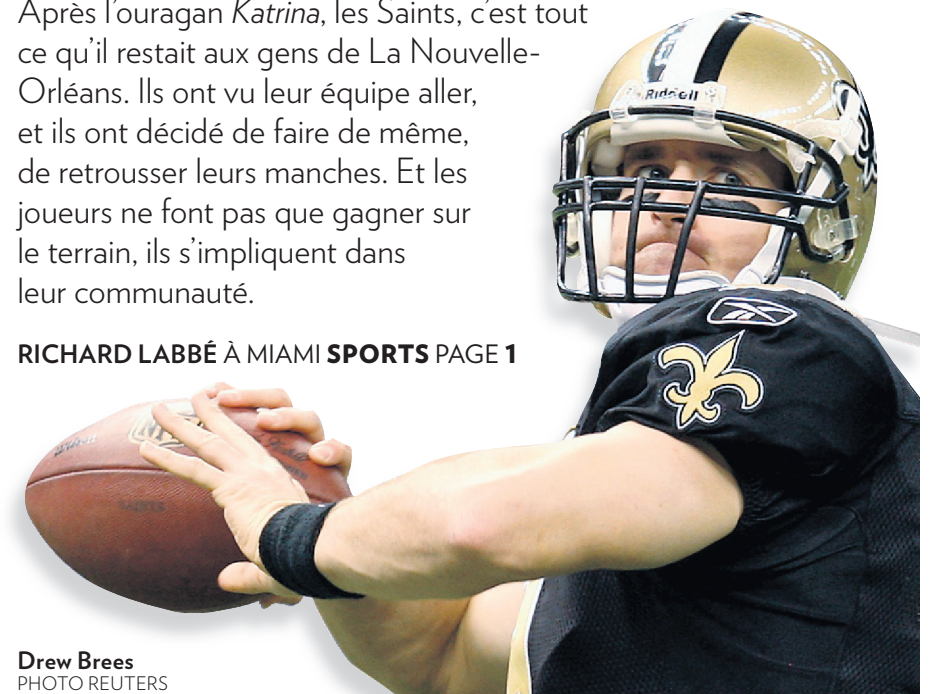 Après l'ouragan Katrina, les Saints, c'est tout
ce qu'il restait aux gens de La Nouvelle-
Orléans. Ils ont vu leur équipe aller,
et ils ont décidé de faire de même,
de retrousser leurs manches. Et les
joueurs ne font pas que gagner sur
le terrain, ils s'impliquent dans
leur communauté.
RICHARD LABBÉ À MIAMI SPORTS PAGE 1
Riddell
Drew Brees
PHOTO REUTERS